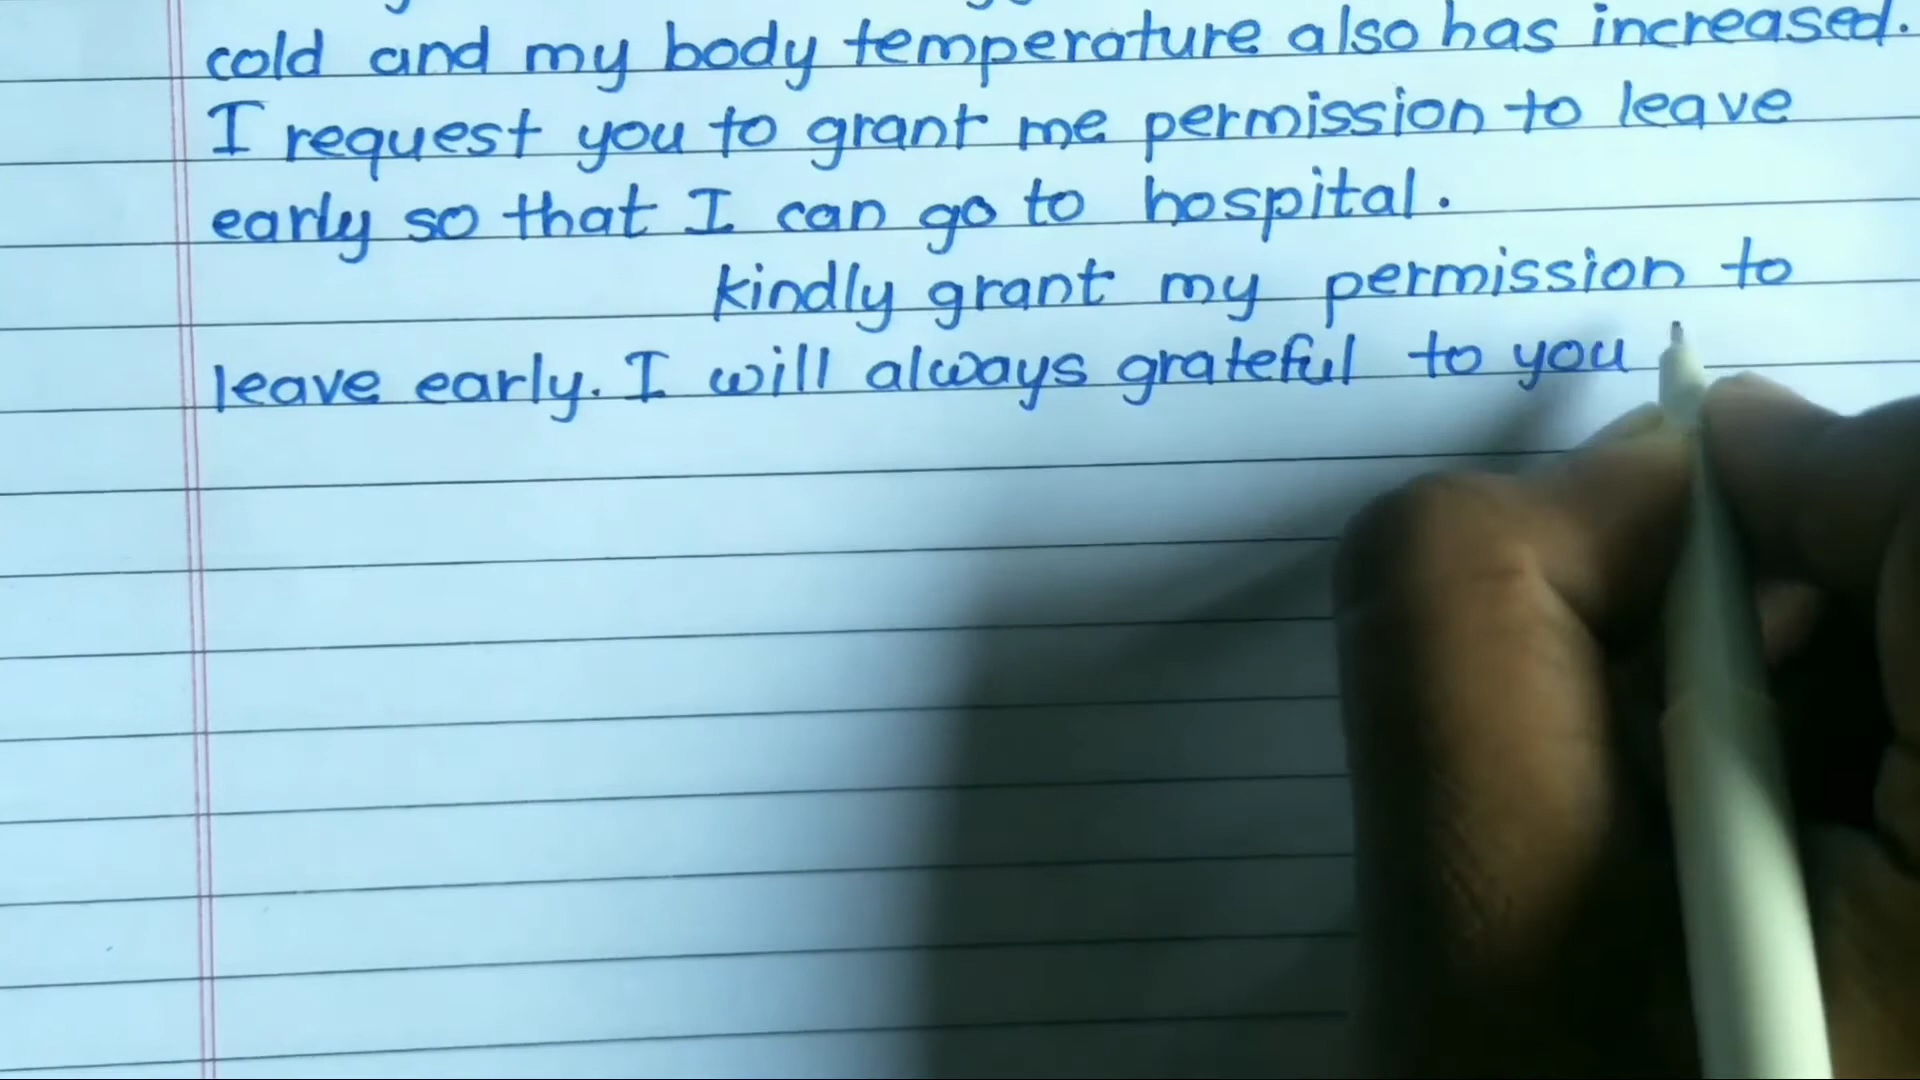 cold and my body temperature also has increased.
I request you to grant me permission to leave
early so that I can go to hospital.
kindly grant my permission to
leave early. I will always grateful to you